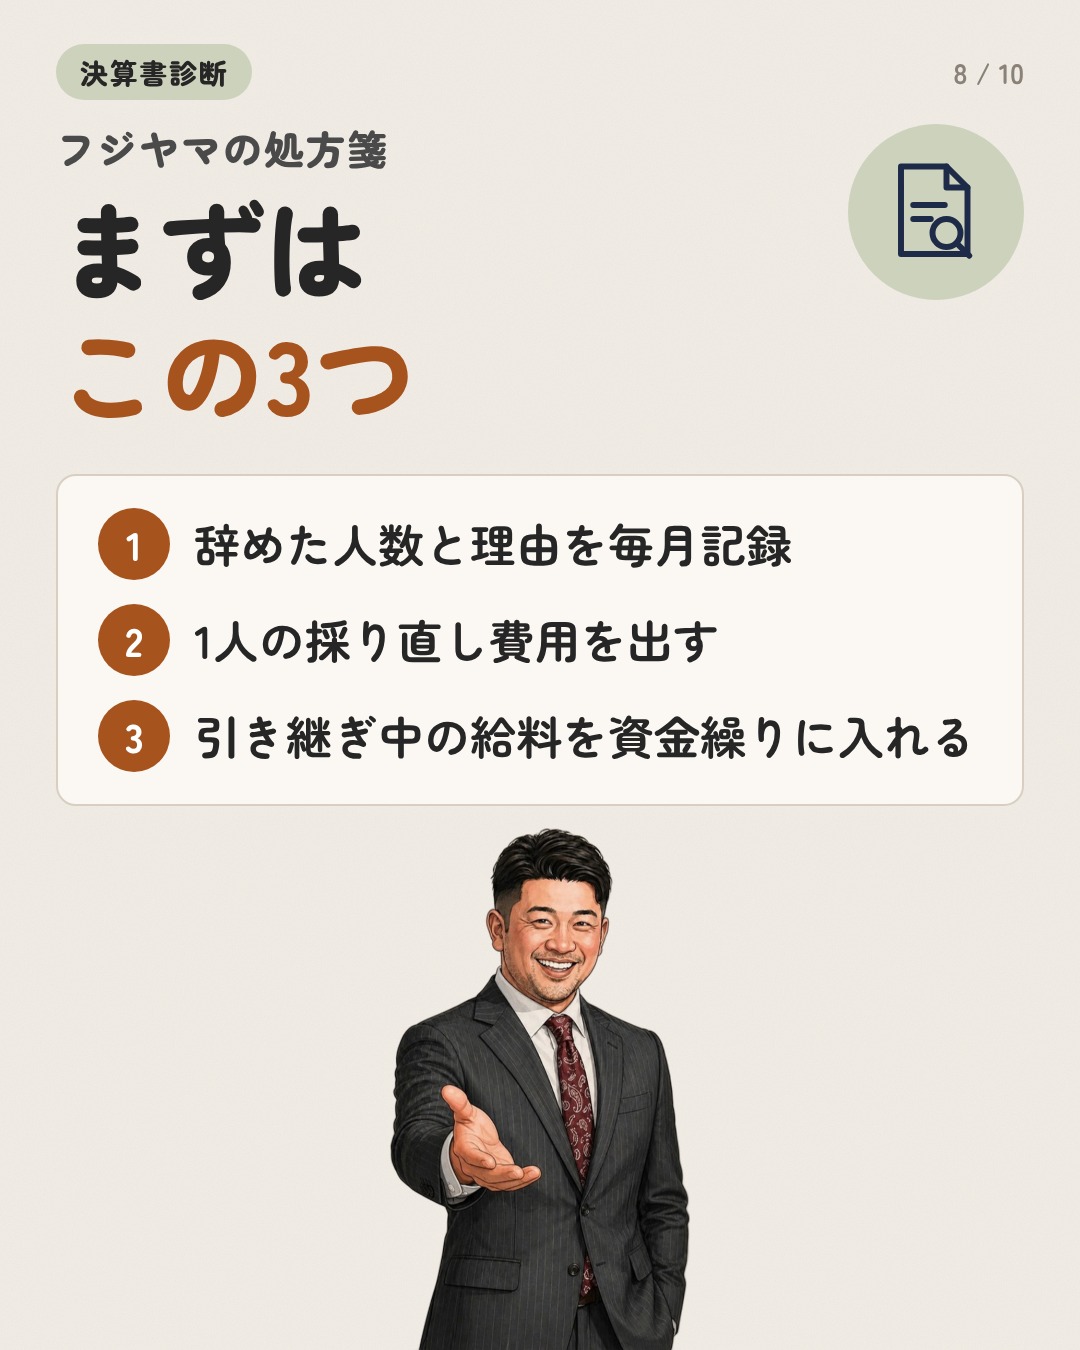 決算書診断
8 / 10
フジヤマの処方箋
まずは
この3つ
1 辞めた人数と理由を毎月記録
2 1人の採り直し費用を出す
3 引き継ぎ中の給料を資金繰りに入れる